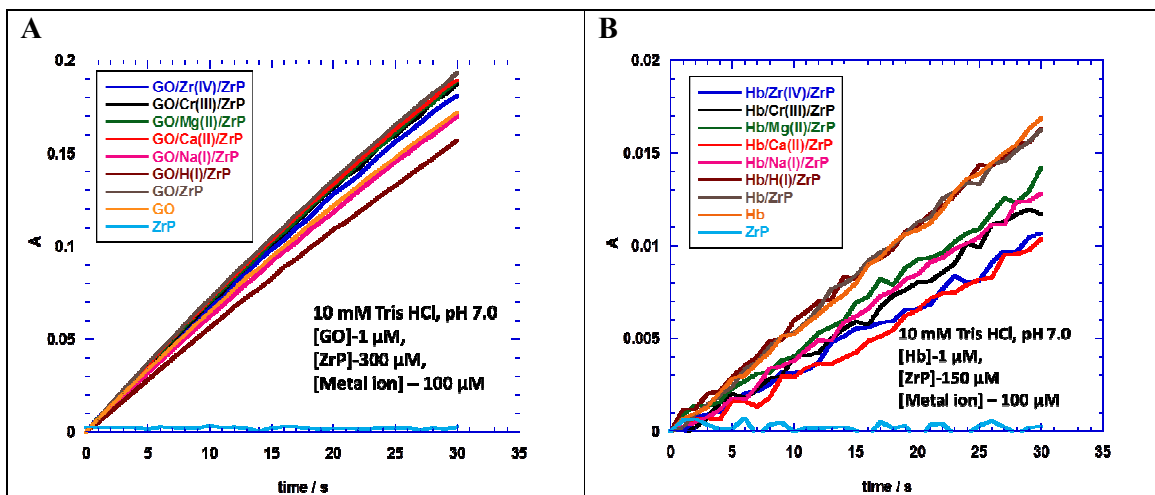 A
0.2
0.15
0.1
0.05
0
A
GO/Zr(IV)/ZrP
GO/Cr(III)/ZrP
GO/Mg(II)/ZrP
GO/Ca(II)/ZrP
GO/Na(I)/ZrP
GO/H(I)/ZrP
GO/ZrP
GO
ZrP
10 mM Tris HCl, pH 7.0
[GO]-1 µM,
[ZrP]-300 µM,
[Metal ion] – 100 µM
0 5 10 15 20 25 30 35
time / s
B
0.02
0.015
0.01
0.005
0
A
Hb/Zr(IV)/ZrP
Hb/Cr(III)/ZrP
Hb/Mg(II)/ZrP
Hb/Ca(II)/ZrP
Hb/Na(I)/ZrP
Hb/H(I)/ZrP
Hb/ZrP
Hb
ZrP
10 mM Tris HCl, pH 7.0
[Hb]-1 µM,
[ZrP]-150 µM
[Metal ion] – 100 µM
0 5 10 15 20 25 30 35
time / s